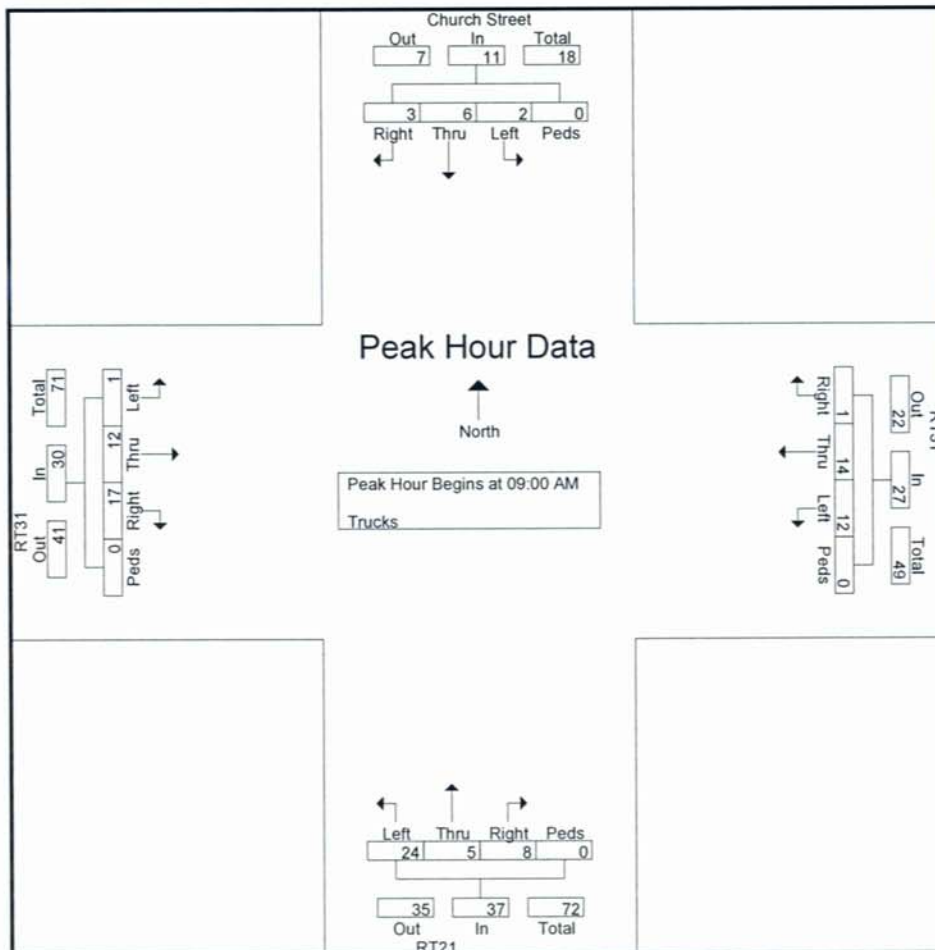 Church Street
Out In Total
7 11 18
3 6 2 0
Right Thru Left Peds
Peak Hour Data
North
Peak Hour Begins at 09:00 AM
Trucks
RT31
Out In Total
41 30 71
Left Thru Right Peds
1 12 17 0
Out In Total
22 27 49
Right Thru Left Peds
1 14 12 0
Left Thru Right Peds
24 5 8 0
35 37 72
Out In Total
RT21